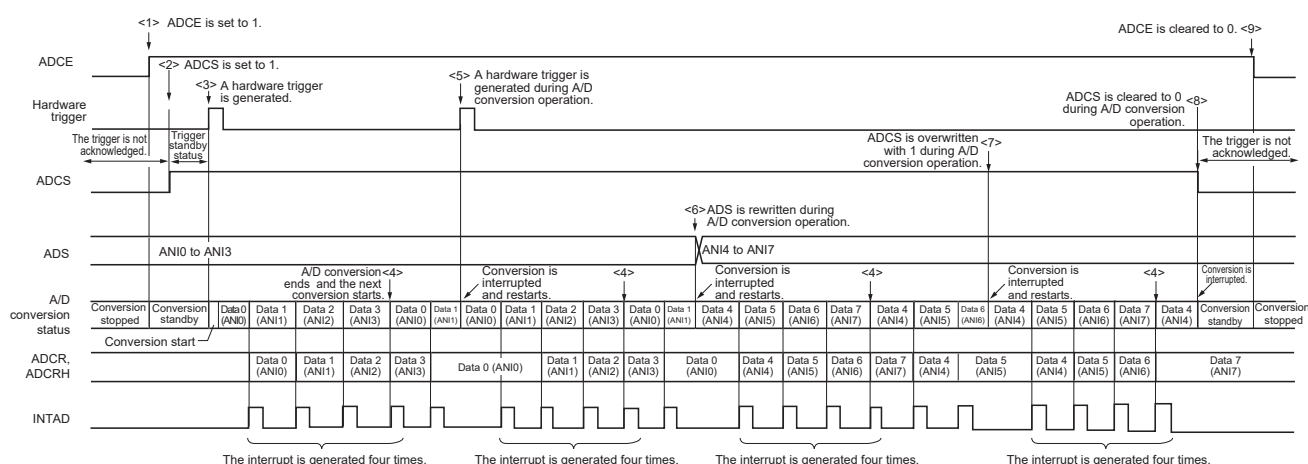 <1> ADCE is set to 1.
ADCE is cleared to 0. <9>
ADCE
<2> ADCS is set to 1.
<3> A hardware trigger
is generated.
<5> A hardware trigger is
generated during A/D
conversion operation.
ADCS is cleared to 0 <8>
during A/D conversion
operation.
Hardware
trigger
The trigger is not
acknowledged.
Trigger
standby
status
ADCS is overwritten
with 1 during A/D <7>
conversion operation.
The trigger is not
acknowledged.
ADCS
<6> ADS is rewritten during
A/D conversion operation.
ADS
ANI0 to ANI3
ANI4 to ANI7
A/D conversion <4>
ends and the next
conversion starts.
Conversion is
interrupted
and restarts.
<4>
Conversion is
interrupted
and restarts.
<4>
Conversion is
interrupted
and restarts.
<4>
Conversion is
interrupted.
A/D
conversion
status
Conversion
stopped
Conversion
standby
Data 0
(ANI0)
Data 1
(ANI1)
Data 2
(ANI2)
Data 3
(ANI3)
Data 0
(ANI0)
Data 1
(ANI1)
Data 0
(ANI0)
Data 1
(ANI1)
Data 2
(ANI2)
Data 3
(ANI3)
Data 0
(ANI0)
Data 1
(ANI1)
Data 4
(ANI4)
Data 5
(ANI5)
Data 6
(ANI6)
Data 7
(ANI7)
Data 4
(ANI4)
Data 5
(ANI5)
Data 6
(ANI6)
Data 4
(ANI4)
Data 5
(ANI5)
Data 6
(ANI6)
Data 7
(ANI7)
Data 4
(ANI4)
Conversion
standby
Conversion
stopped
Conversion start
ADCR,
ADCRH
Data 0
(ANI0)
Data 1
(ANI1)
Data 2
(ANI2)
Data 3
(ANI3)
Data 0 (ANI0)
Data 1
(ANI1)
Data 2
(ANI2)
Data 3
(ANI3)
Data 0
(ANI0)
Data 4
(ANI4)
Data 5
(ANI5)
Data 6
(ANI6)
Data 7
(ANI7)
Data 4
(ANI4)
Data 5
(ANI5)
Data 4
(ANI4)
Data 5
(ANI5)
Data 6
(ANI6)
Data 7
(ANI7)
INTAD
The interrupt is generated four times.
The interrupt is generated four times.
The interrupt is generated four times.
The interrupt is generated four times.